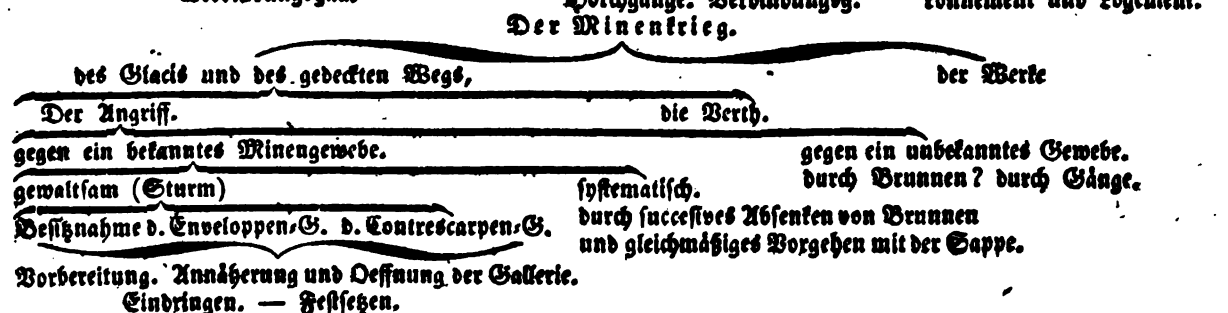 Der Minenkrieg.
des Glacis und des gedeckten Wegs, der Werke
Der Angriff. die Verth.
gegen ein bekanntes Minengewebe. gegen ein unbekanntes Gewebe.
gewaltsam (Sturm) systematisch. durch Brunnen? durch Gänge.
Besitznahme d. Enveloppen-G. d. Contrescarpen-G. durch succesives Absenken von Brunnen
und gleichmäßiges Vorgehen mit der Sappe.
Vorbereitung. Annäherung und Oeffnung der Gallerie.
Eindringen. — Festsetzen.